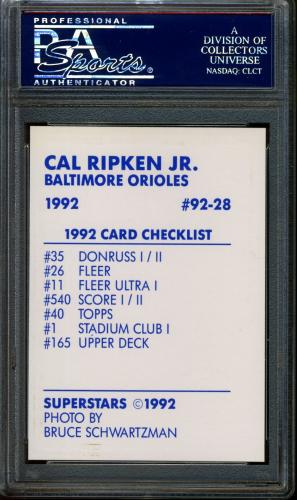 PROFESSIONAL
PSA
Sports
AUTHENTICATOR
A
DIVISION OF
COLLECTORS
UNIVERSE
NASDAQ: CLCT
CAL RIPKEN JR.
BALTIMORE ORIOLES
1992 #92-28
1992 CARD CHECKLIST
#35 DONRUSS I / II
#26 FLEER
#11 FLEER ULTRA I
#540 SCORE I / II
#40 TOPPS
#1 STADIUM CLUB I
#165 UPPER DECK
SUPERSTARS ©1992
PHOTO BY
BRUCE SCHWARTZMAN